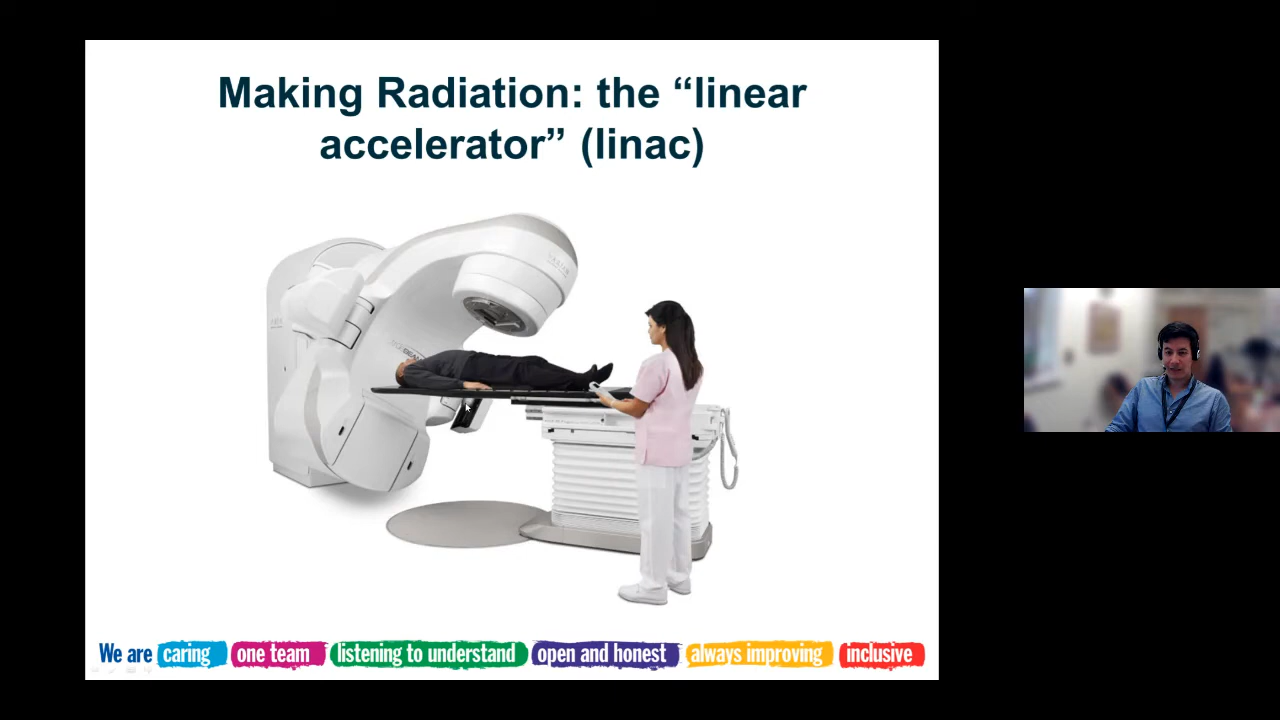 Making Radiation: the “linear
accelerator” (linac)
We are caring one team listening to understand open and honest always improving inclusive